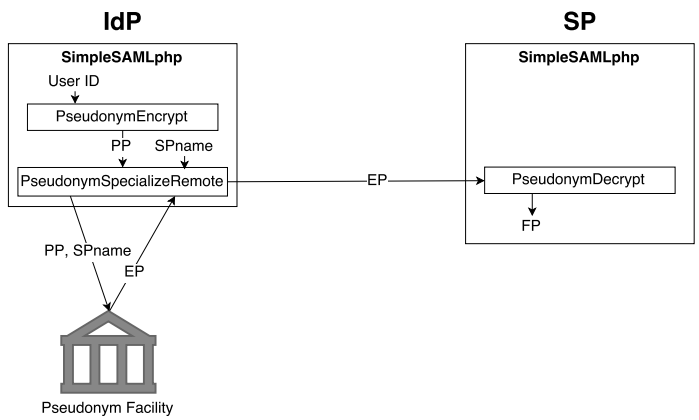 IdP
SP
SimpleSAMLphp
SimpleSAMLphp
User ID
PseudonymEncrypt
PP
SPname
PseudonymSpecializeRemote
EP
PseudonymDecrypt
FP
PP, SPname
EP
Pseudonym Facility